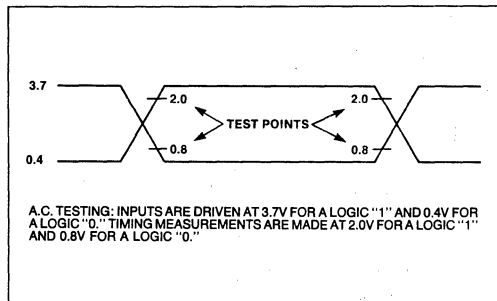 3.7
2.0 2.0
TEST POINTS
0.8 0.8
0.4
A.C. TESTING: INPUTS ARE DRIVEN AT 3.7V FOR A LOGIC "1" AND 0.4V FOR
A LOGIC "0." TIMING MEASUREMENTS ARE MADE AT 2.0V FOR A LOGIC "1"
AND 0.8V FOR A LOGIC "0."